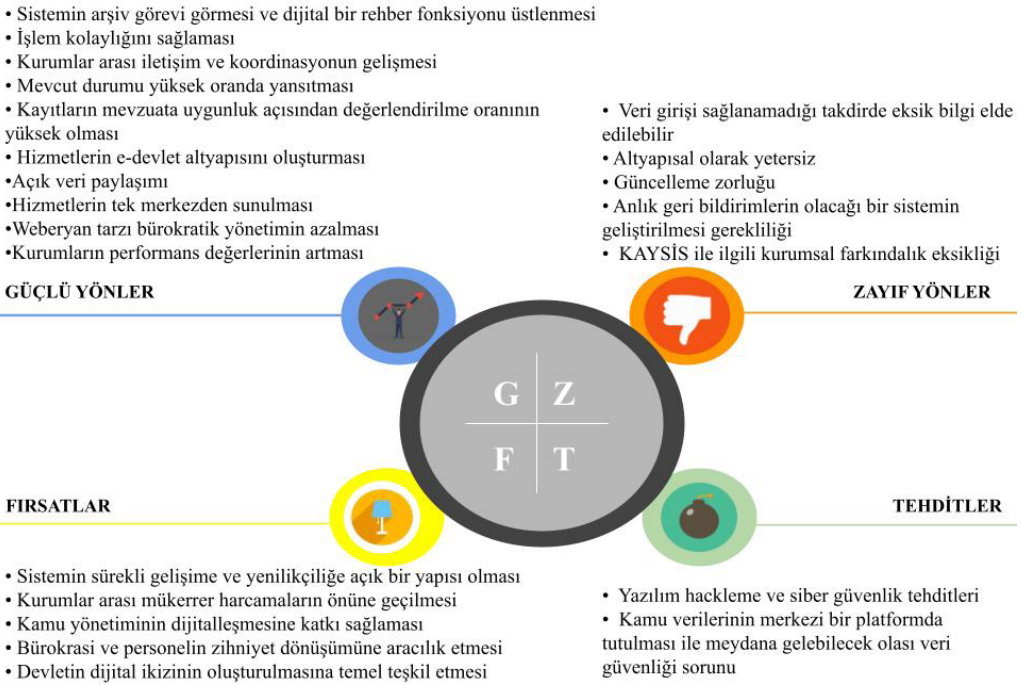 • Sistemin arşiv görevi görmesi ve dijital bir rehber fonksiyonu üstlenmesi
• İşlem kolaylığını sağlaması
• Kurumlar arası iletişim ve koordinasyonun gelişmesi
• Mevcut durumu yüksek oranda yansıtması
• Kayıtların mevzuata uygunluk açısından değerlendirilme oranının
yüksek olması
• Hizmetlerin e-devlet altyapısını oluşturması
•Açık veri paylaşımı
•Hizmetlerin tek merkezden sunulması
•Weberyan tarzı bürokratik yönetimin azalması
•Kurumların performans değerlerinin artması
GÜÇLÜ YÖNLER
• Veri girişi sağlanamadığı takdirde eksik bilgi elde
edilebilir
• Altyapısal olarak yetersiz
• Güncelleme zorluğu
• Anlık geri bildirimlerin olacağı bir sistemin
geliştirilmesi gerekliliği
• KAYSİS ile ilgili kurumsal farkındalık eksikliği
ZAYIF YÖNLER
G Z
F T
FIRSATLAR
• Sistemin sürekli gelişime ve yenilikçiliğe açık bir yapısı olması
• Kurumlar arası mükerrer harcamaların önüne geçilmesi
• Kamu yönetiminin dijitalleşmesine katkı sağlaması
• Bürokrasi ve personelin zihniyet dönüşümüne aracılık etmesi
• Devletin dijital ikizinin oluşturulmasına temel teşkil etmesi
TEHDİTLER
• Yazılım hackleme ve siber güvenlik tehditleri
• Kamu verilerinin merkezi bir platformda
tutulması ile meydana gelebilecek olası veri
güvenliği sorunu